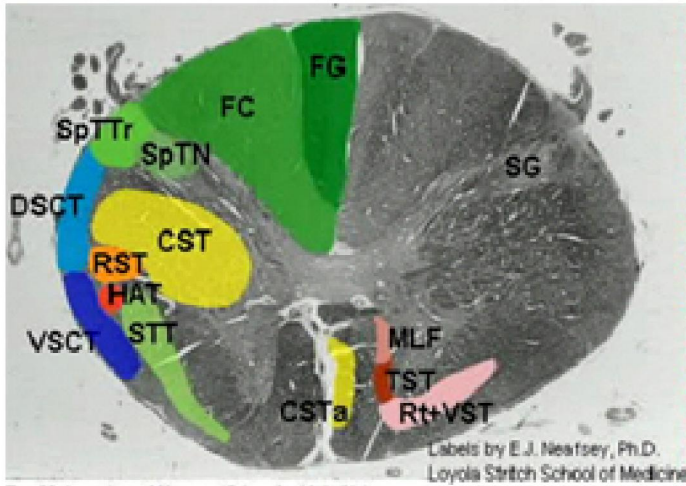 FG
FC
SpTTr
SpTN
SG
DSCT
CST
RST
HAT
VSCT
STT
MLF
TST
CSTa
Rt+VST
Labels by E.J. Neafsey, Ph.D.
Loyola Stritch School of Medicine